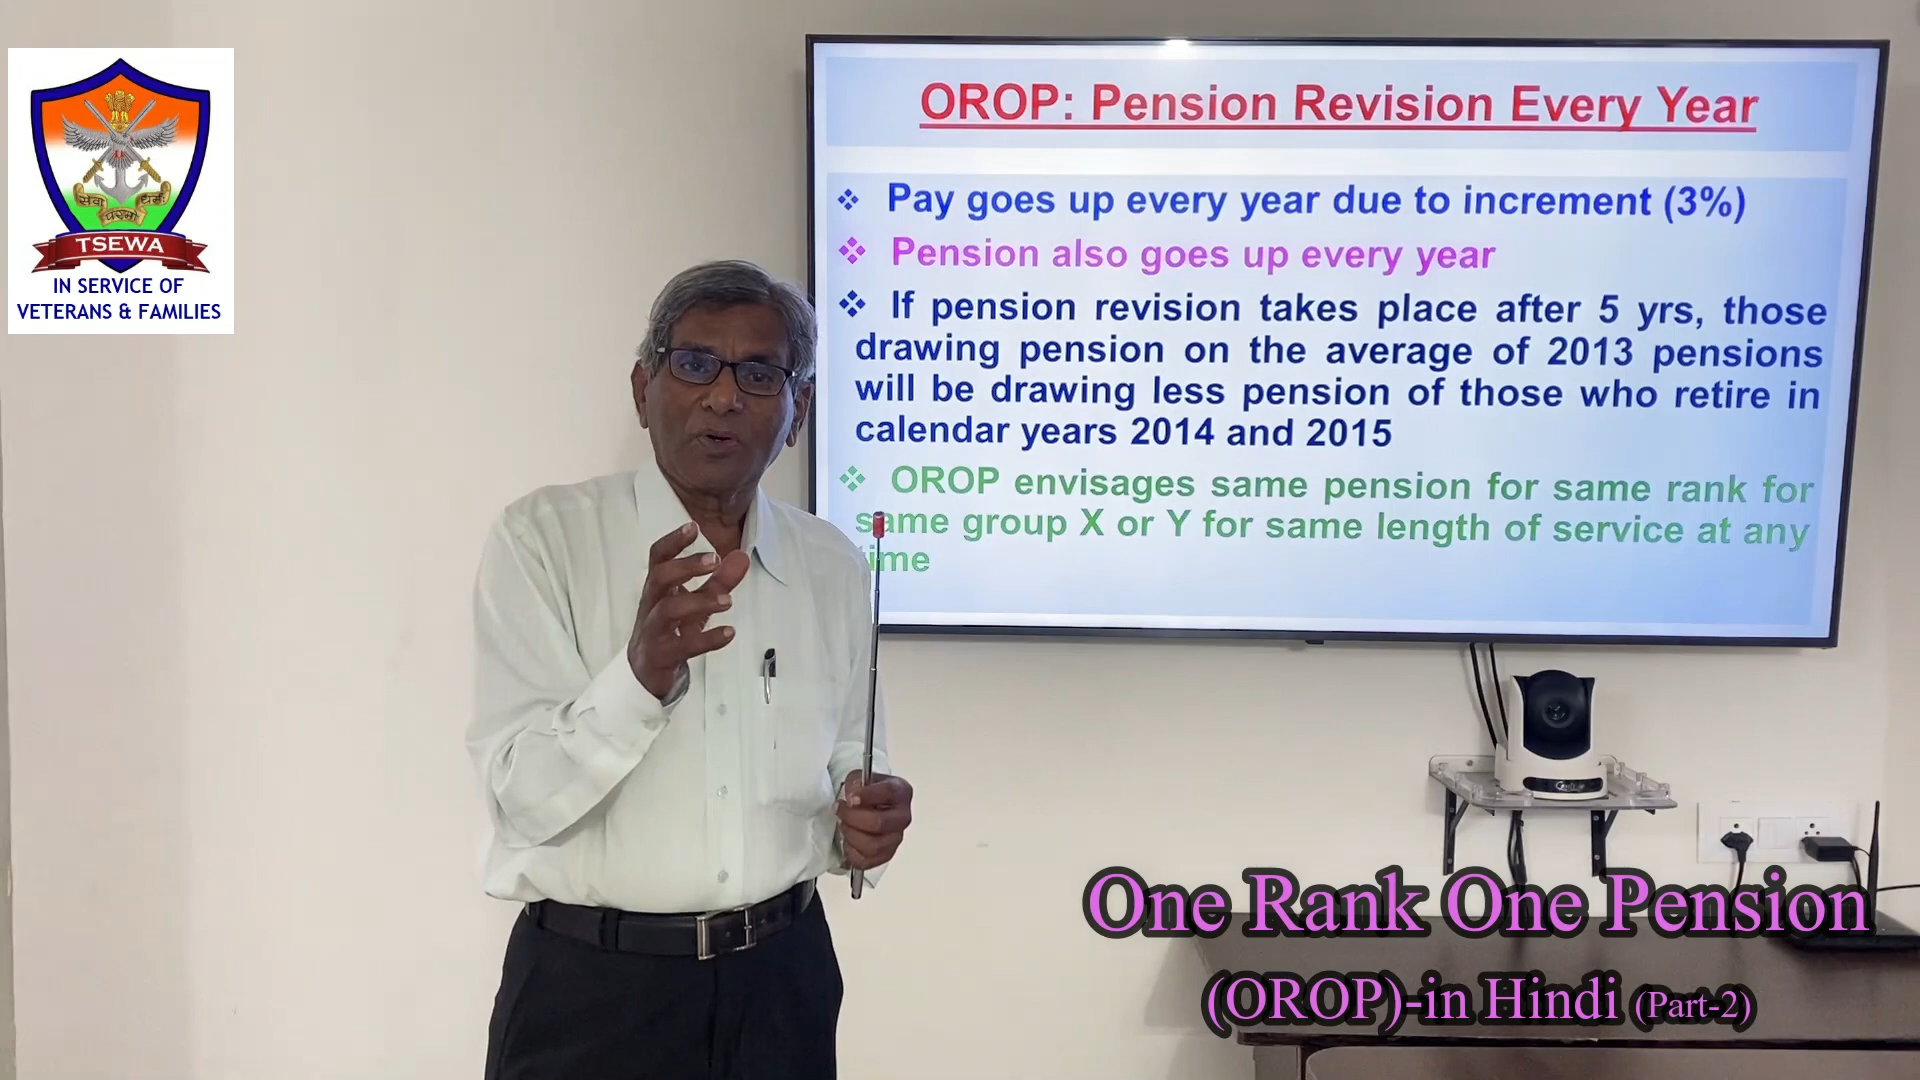 सेवा परमो धर्मः
TSEWA
IN SERVICE OF
VETERANS & FAMILIES
OROP: Pension Revision Every Year
❖ Pay goes up every year due to increment (3%)
❖ Pension also goes up every year
❖ If pension revision takes place after 5 yrs, those
drawing pension on the average of 2013 pensions
will be drawing less pension of those who retire in
calendar years 2014 and 2015
❖ OROP envisages same pension for same rank for
same group X or Y for same length of service at any
time
One Rank One Pension
(OROP)-in Hindi (Part-2)